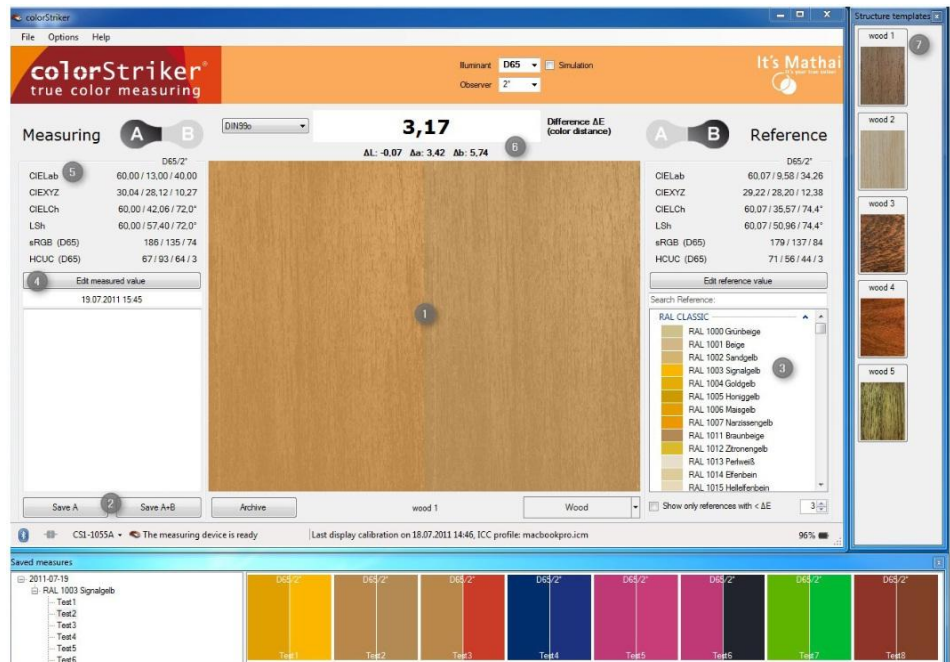 colorStriker
File Options Help
colorStriker®
true color measuring
Illuminant D65 Simulation
Observer 2°
It's Mathai
it's your true colour
Measuring A B
DIN99o
3,17
Difference ΔE
(color distance)
ΔL: -0,07 Δa: 3,42 Δb: 5,74
6
A B Reference
D65/2°
CIELab 5 60,00 / 13,00 / 40,00
CIEXYZ 30,04 / 28,12 / 10,27
CIELCh 60,00 / 42,06 / 72,0°
LSh 60,00 / 57,40 / 72,0°
sRGB (D65) 186 / 135 / 74
HCUC (D65) 67 / 93 / 64 / 3
4 Edit measured value
19.07.2011 15:45
1
D65/2°
CIELab 60,07 / 9,58 / 34,26
CIEXYZ 29,22 / 28,20 / 12,38
CIELCh 60,07 / 35,57 / 74,4°
LSh 60,07 / 50,96 / 74,4°
sRGB (D65) 179 / 137 / 84
HCUC (D65) 71 / 56 / 44 / 3
Edit reference value
Search Reference:
RAL CLASSIC
RAL 1000 Grünbeige
RAL 1001 Beige
RAL 1002 Sandgelb
RAL 1003 Signalgelb
3
RAL 1004 Goldgelb
RAL 1005 Honiggelb
RAL 1006 Maisgelb
RAL 1007 Narzissengelb
RAL 1011 Braunbeige
RAL 1012 Zitronengelb
RAL 1013 Perlweiß
RAL 1014 Elfenbein
RAL 1015 Hellelfenbein
Save A 2 Save A+B Archive wood 1 Wood
Show only references with < ΔE 3
CS1-1055A The measuring device is ready Last display calibration on 18.07.2011 14:46, ICC profile: macbookpro.icm 96%
Structure templates
wood 1
7
wood 2
wood 3
wood 4
wood 5
Saved measures
2011-07-19
RAL 1003 Signalgelb
Test1
Test2
Test3
Test4
Test5
Test6
D65/2° D65/2° D65/2° D65/2° D65/2° D65/2° D65/2° D65/2°
Test1 Test2 Test3 Test4 Test5 Test6 Test7 Test8